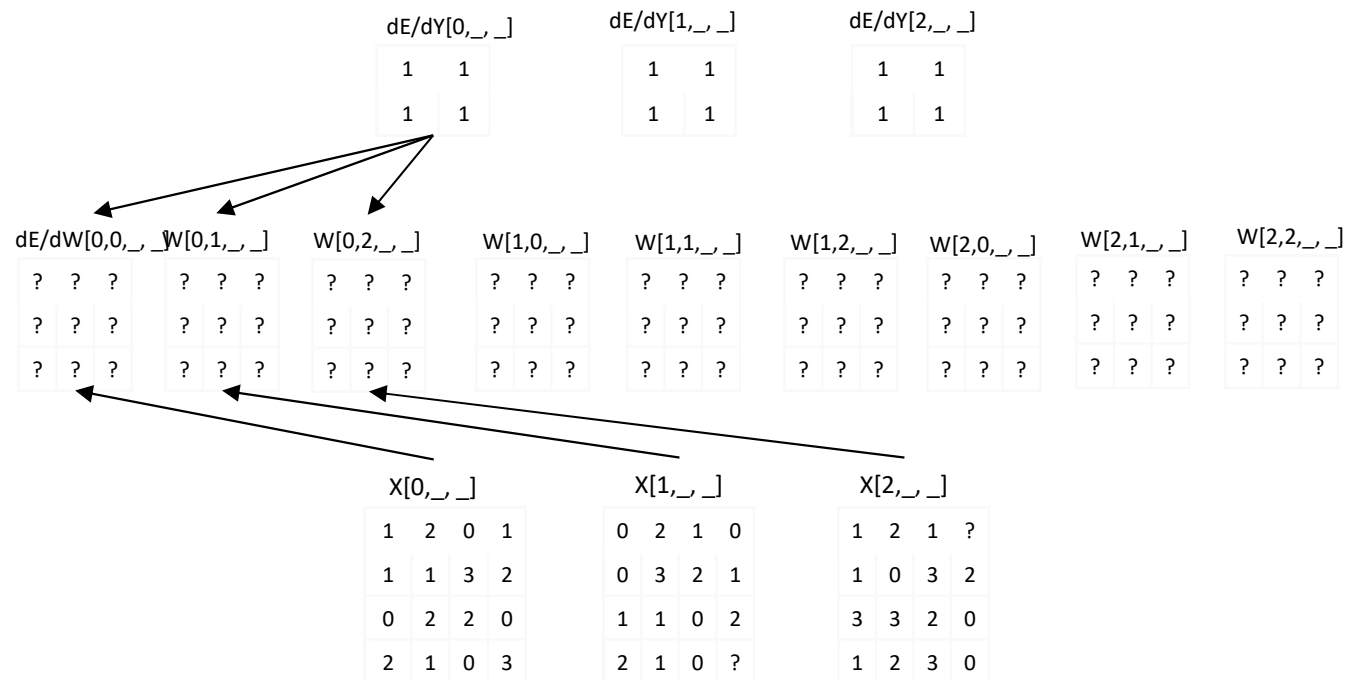 dE/dY[0,_, _] dE/dY[1,_, _] dE/dY[2,_, _]
1 1 1 1 1 1
1 1 1 1 1 1
dE/dW[0,0,_, _] W[0,1,_, _] W[0,2,_, _] W[1,0,_, _] W[1,1,_, _] W[1,2,_, _] W[2,0,_, _] W[2,1,_, _] W[2,2,_, _]
? ? ? ? ? ? ? ? ? ? ? ? ? ? ? ? ? ? ? ? ? ? ? ? ? ? ?
? ? ? ? ? ? ? ? ? ? ? ? ? ? ? ? ? ? ? ? ? ? ? ? ? ? ?
? ? ? ? ? ? ? ? ? ? ? ? ? ? ? ? ? ? ? ? ? ? ? ? ? ? ?
X[0,_, _] X[1,_, _] X[2,_, _]
1 2 0 1 0 2 1 0 1 2 1 ?
1 1 3 2 0 3 2 1 1 0 3 2
0 2 2 0 1 1 0 2 3 3 2 0
2 1 0 3 2 1 0 ? 1 2 3 0